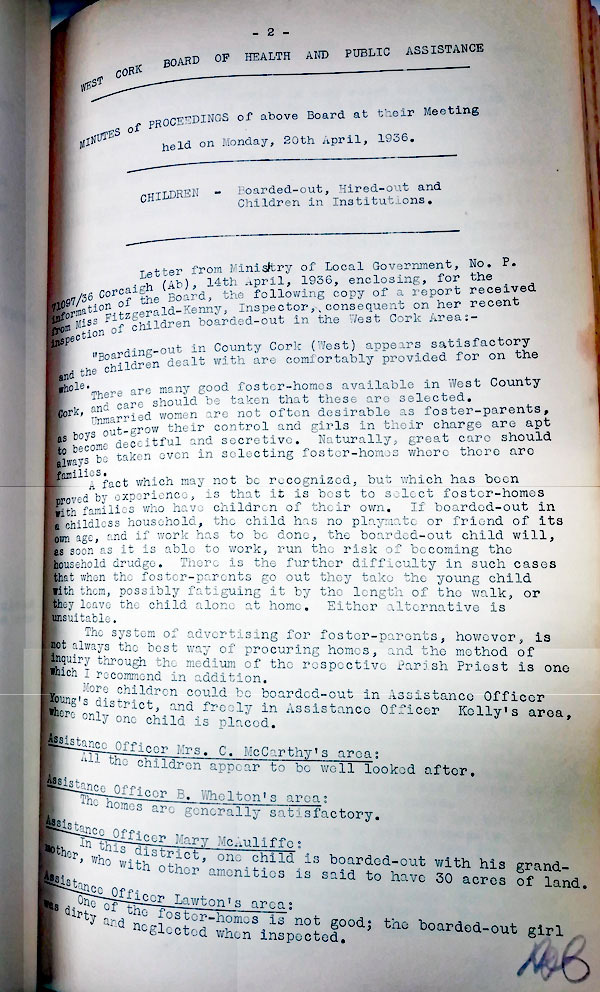 - 2 -
WEST CORK BOARD OF HEALTH AND PUBLIC ASSISTANCE
MINUTES of PROCEEDINGS of above Board at their Meeting
held on Monday, 20th April, 1936.
CHILDREN - Boarded-out, Hired-out and
Children in Institutions.
Letter from Ministry of Local Government, No. P.
71097/36 Corcaigh (Ab), 14th April, 1936, enclosing, for the
information of the Board, the following copy of a report received
from Miss Fitzgerald-Kenny, Inspector, consequent on her recent
inspection of children boarded-out in the West Cork Area:-
"Boarding-out in County Cork (West) appears satisfactory
and the children dealt with are comfortably provided for on the
whole.
There are many good foster-homes available in West County
Cork, and care should be taken that these are selected.
Unmarried women are not often desirable as foster-parents,
as boys out-grow their control and girls in their charge are apt
to become deceitful and secretive. Naturally, great care should
always be taken even in selecting foster-homes where there are
families.
A fact which may not be recognized, but which has been
proved by experience, is that it is best to select foster-homes
with families who have children of their own. If boarded-out in
a childless household, the child has no playmate or friend of its
own age, and if work has to be done, the boarded-out child will,
as soon as it is able to work, run the risk of becoming the
household drudge. There is the further difficulty in such cases
that when the foster-parents go out they take the young child
with them, possibly fatiguing it by the length of the walk, or
they leave the child alone at home. Either alternative is
unsuitable.
The system of advertising for foster-parents, however, is
not always the best way of procuring homes, and the method of
inquiry through the medium of the respective Parish Priest is one
which I recommend in addition.
More children could be boarded-out in Assistance Officer
Young's district, and freely in Assistance Officer Kelly's area,
where only one child is placed.
Assistance Officer Mrs. C. McCarthy's area:
All the children appear to be well looked after.
Assistance Officer B. Whelton's area:
The homes are generally satisfactory.
Assistance Officer Mary McAuliffe:
In this district, one child is boarded-out with his grand-
mother, who with other amenities is said to have 30 acres of land.
Assistance Officer Lawton's area:
One of the foster-homes is not good; the boarded-out girl
was dirty and neglected when inspected.